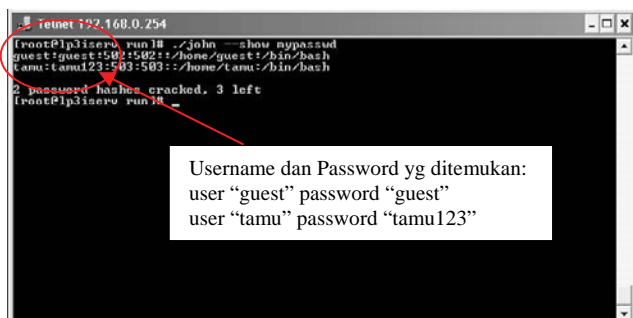 Telnet 192.168.0.254
[root@lp3iserv run]# ./john --show mypasswd
guest:guest:502:502::/home/guest:/bin/bash
tamu:tamu123:503:503::/home/tamu:/bin/bash
2 password hashes cracked, 3 left
[root@lp3iserv run]# _
Username dan Password yg ditemukan:
user “guest” password “guest”
user “tamu” password “tamu123”